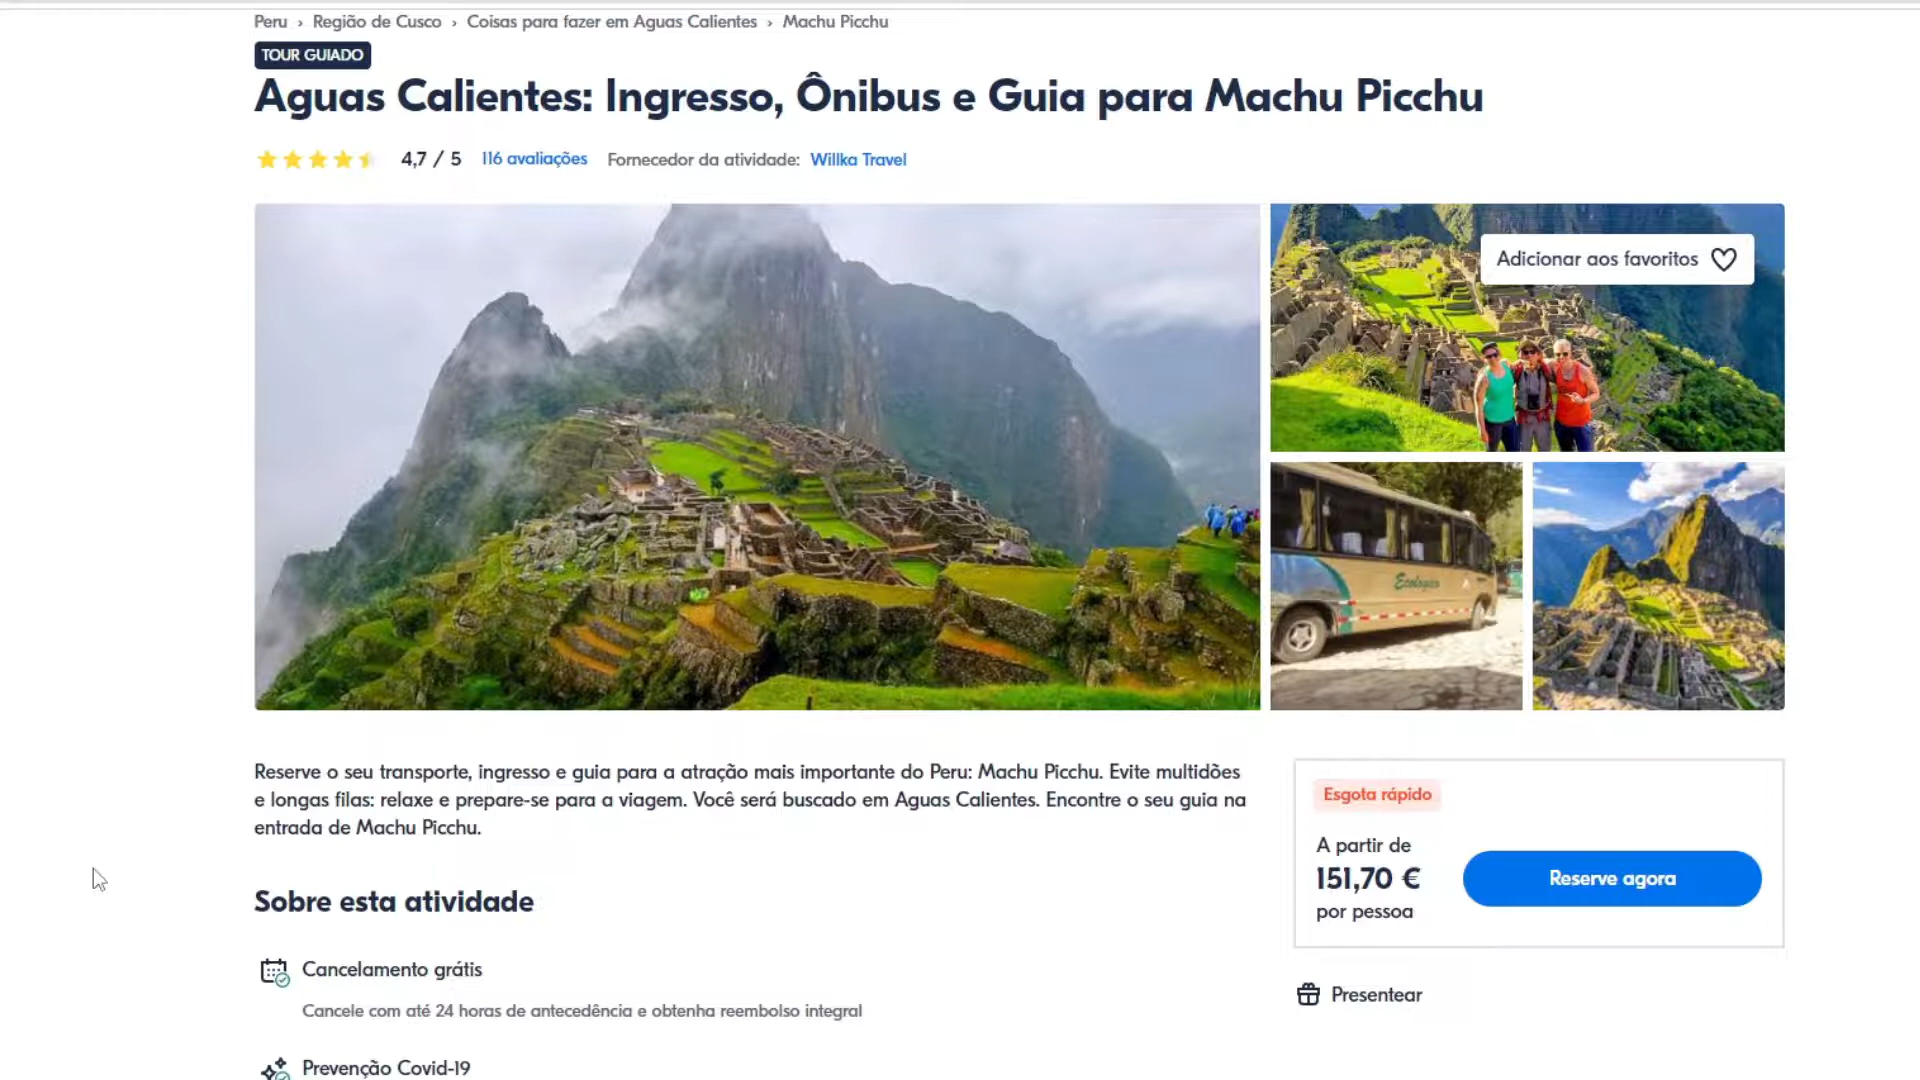 Peru › Região de Cusco › Coisas para fazer em Aguas Calientes › Machu Picchu
TOUR GUIADO
Aguas Calientes: Ingresso, Ônibus e Guia para Machu Picchu
4,7 / 5 116 avaliações Fornecedor da atividade: Willka Travel
Adicionar aos favoritos
Ecologico
Reserve o seu transporte, ingresso e guia para a atração mais importante do Peru: Machu Picchu. Evite multidões
e longas filas: relaxe e prepare-se para a viagem. Você será buscado em Aguas Calientes. Encontre o seu guia na
entrada de Machu Picchu.
Esgota rápido
A partir de
151,70 €
por pessoa
Reserve agora
Presentear
Sobre esta atividade
Cancelamento grátis
Cancele com até 24 horas de antecedência e obtenha reembolso integral
Prevenção Covid-19